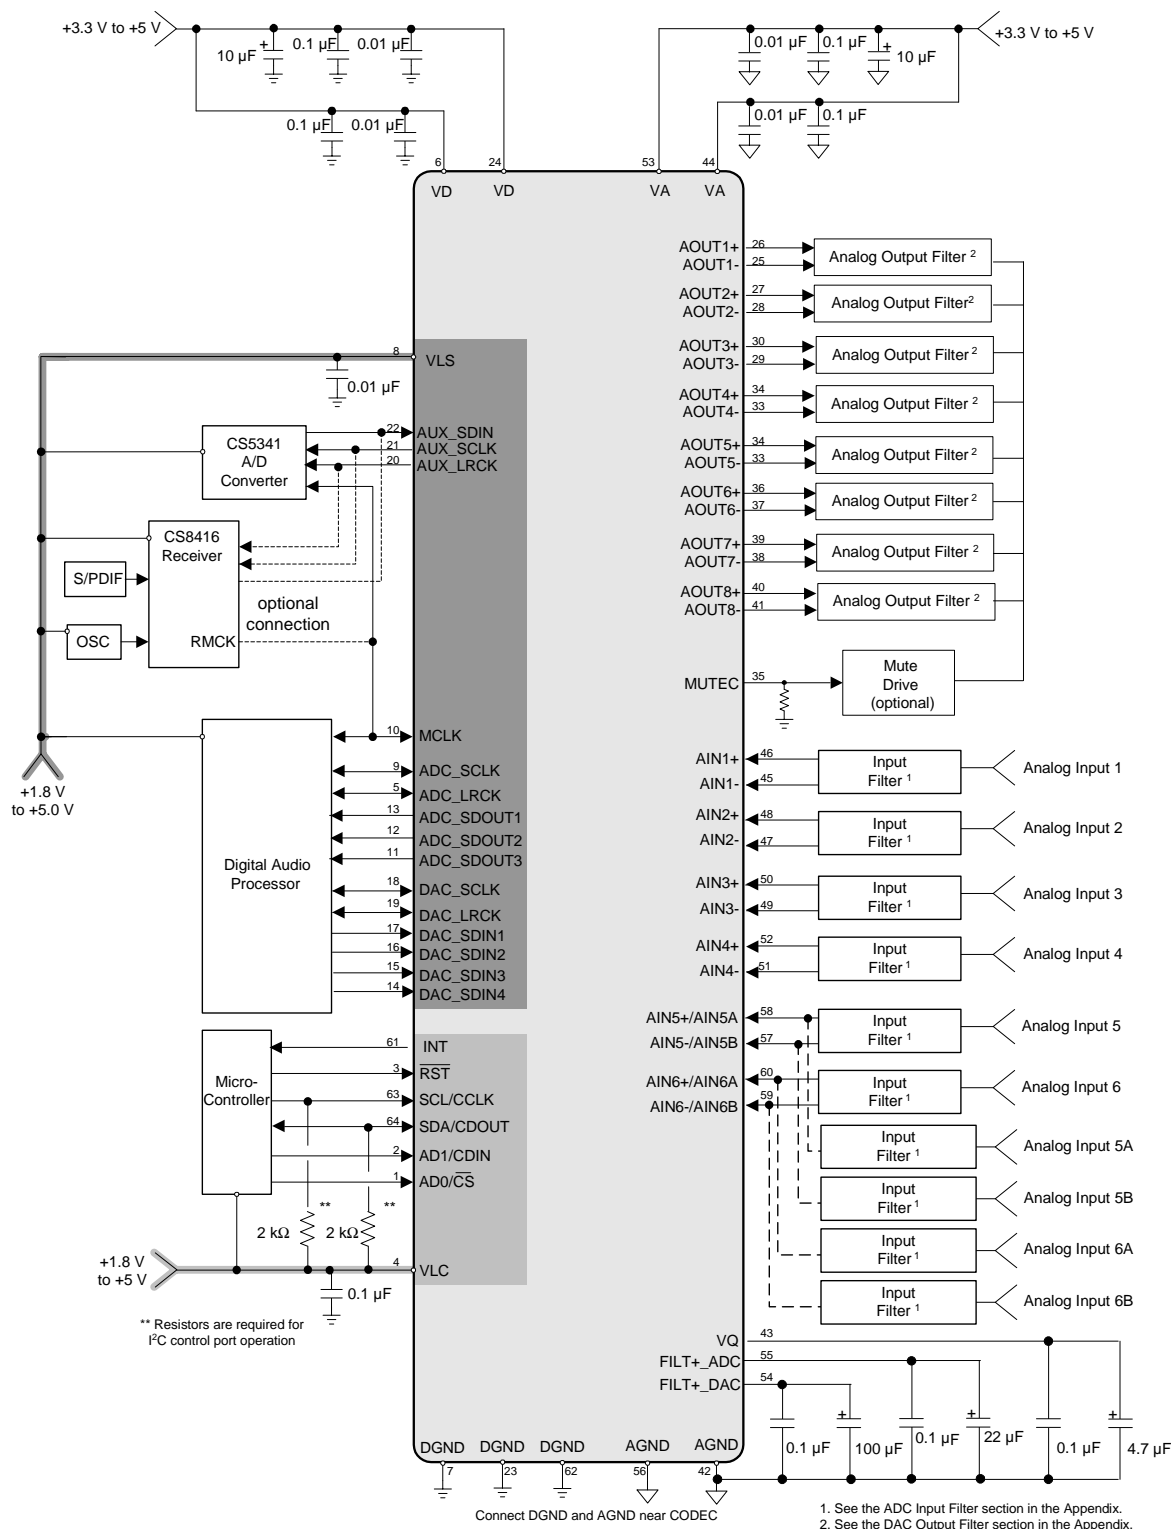 +3.3 V to +5 V
10 µF
+
0.1 µF
0.01 µF
0.1 µF
0.01 µF
+3.3 V to +5 V
0.01 µF
0.1 µF
+
10 µF
0.01 µF
0.1 µF
6
24
53
44
VD
VD
VA
VA
8
VLS
0.01 µF
CS5341
A/D
Converter
22
AUX_SDIN
21
AUX_SCLK
20
AUX_LRCK
CS8416
Receiver
S/PDIF
OSC
RMCK
optional
connection
+1.8 V
to +5.0 V
Digital Audio
Processor
10
MCLK
9
ADC_SCLK
5
ADC_LRCK
13
ADC_SDOUT1
12
ADC_SDOUT2
11
ADC_SDOUT3
18
DAC_SCLK
19
DAC_LRCK
17
DAC_SDIN1
16
DAC_SDIN2
15
DAC_SDIN3
14
DAC_SDIN4
Micro-
Controller
61
INT
3
RST
63
SCL/CCLK
64
SDA/CDOUT
2
AD1/CDIN
1
AD0/CS
**
2 kΩ
**
2 kΩ
+1.8 V
to +5 V
4
VLC
0.1 µF
** Resistors are required for
I2C control port operation
AOUT1+
26
AOUT1-
25
Analog Output Filter 2
AOUT2+
27
AOUT2-
28
Analog Output Filter2
AOUT3+
30
AOUT3-
29
Analog Output Filter 2
AOUT4+
34
AOUT4-
33
Analog Output Filter 2
AOUT5+
34
AOUT5-
33
Analog Output Filter 2
AOUT6+
36
AOUT6-
37
Analog Output Filter 2
AOUT7+
39
AOUT7-
38
Analog Output Filter 2
AOUT8+
40
AOUT8-
41
Analog Output Filter 2
MUTEC
35
Mute
Drive
(optional)
AIN1+
46
AIN1-
45
Input
Filter 1
Analog Input 1
AIN2+
48
AIN2-
47
Input
Filter 1
Analog Input 2
AIN3+
50
AIN3-
49
Input
Filter 1
Analog Input 3
AIN4+
52
AIN4-
51
Input
Filter 1
Analog Input 4
AIN5+/AIN5A
58
AIN5-/AIN5B
57
Input
Filter 1
Analog Input 5
AIN6+/AIN6A
60
AIN6-/AIN6B
59
Input
Filter 1
Analog Input 6
Input
Filter 1
Analog Input 5A
Input
Filter 1
Analog Input 5B
Input
Filter 1
Analog Input 6A
Input
Filter 1
Analog Input 6B
VQ
43
FILT+_ADC
55
FILT+_DAC
54
0.1 µF
+
100 µF
0.1 µF
+
22 µF
0.1 µF
+
4.7 µF
DGND
DGND
DGND
AGND
AGND
7
23
62
56
42
Connect DGND and AGND near CODEC
1. See the ADC Input Filter section in the Appendix.
2. See the DAC Output Filter section in the Appendix.